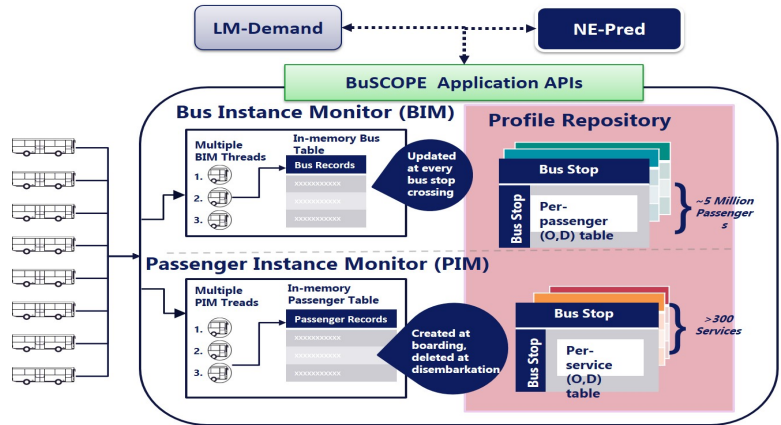 LM-Demand
NE-Pred
BuSCOPE Application APIs
Bus Instance Monitor (BIM)
Multiple
BIM Threads
1.
2.
3.
In-memory Bus
Table
Bus Records
xxxxxxxxxxx
xxxxxxxxxxx
xxxxxxxxxxx
Updated
at every
bus stop
crossing
Profile Repository
Bus Stop
Bus Stop
Per-
passenger
(O,D) table
~5 Million
Passenger
s
Passenger Instance Monitor (PIM)
Multiple
PIM Treads
1.
2.
3.
In-memory
Passenger Table
Passenger Records
xxxxxxxxxxx
xxxxxxxxxxx
xxxxxxxxxxx
Created at
boarding,
deleted at
disembarkation
Bus Stop
Bus Stop
Per-
service
(O,D)
table
>300
Services